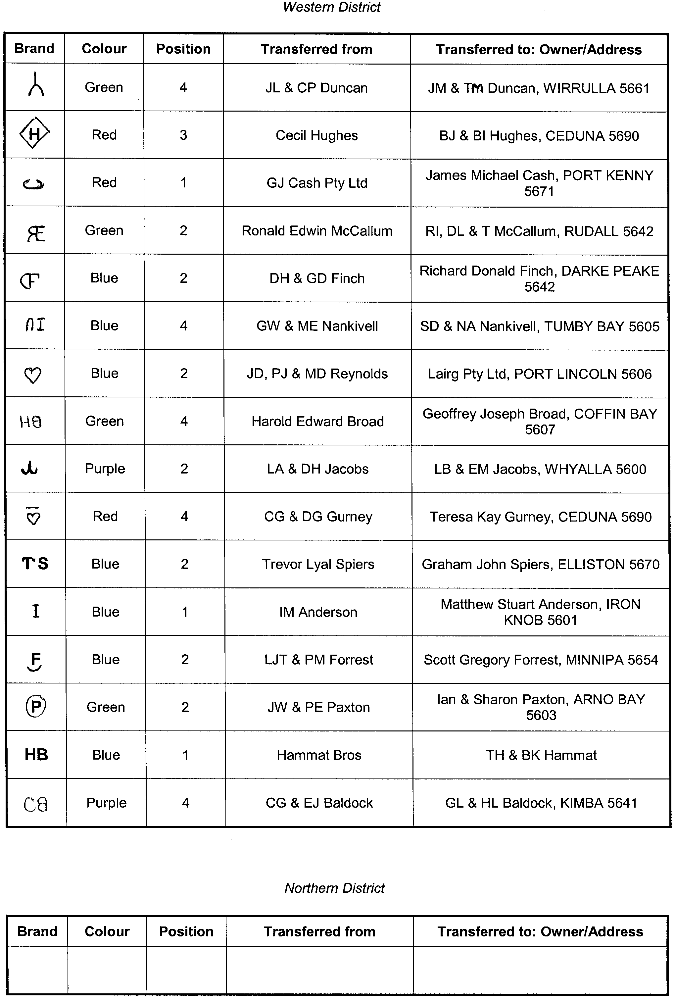 Western District
Brand Colour Position Transferred from Transferred to: Owner/Address
Green 4 JL & CP Duncan JM & TM Duncan, WIRRULLA 5661
H Red 3 Cecil Hughes BJ & BI Hughes, CEDUNA 5690
Red 1 GJ Cash Pty Ltd James Michael Cash, PORT KENNY
5671
Green 2 Ronald Edwin McCallum RI, DL & T McCallum, RUDALL 5642
Blue 2 DH & GD Finch Richard Donald Finch, DARKE PEAKE
5642
Blue 4 GW & ME Nankivell SD & NA Nankivell, TUMBY BAY 5605
Blue 2 JD, PJ & MD Reynolds Lairg Pty Ltd, PORT LINCOLN 5606
HB Green 4 Harold Edward Broad Geoffrey Joseph Broad, COFFIN BAY
5607
Purple 2 LA & DH Jacobs LB & EM Jacobs, WHYALLA 5600
Red 4 CG & DG Gurney Teresa Kay Gurney, CEDUNA 5690
T'S Blue 2 Trevor Lyal Spiers Graham John Spiers, ELLISTON 5670
I Blue 1 IM Anderson Matthew Stuart Anderson, IRON
KNOB 5601
F Blue 2 LJT & PM Forrest Scott Gregory Forrest, MINNIPA 5654
P Green 2 JW & PE Paxton Ian & Sharon Paxton, ARNO BAY
5603
HB Blue 1 Hammat Bros TH & BK Hammat
CB Purple 4 CG & EJ Baldock GL & HL Baldock, KIMBA 5641
Northern District
Brand Colour Position Transferred from Transferred to: Owner/Address